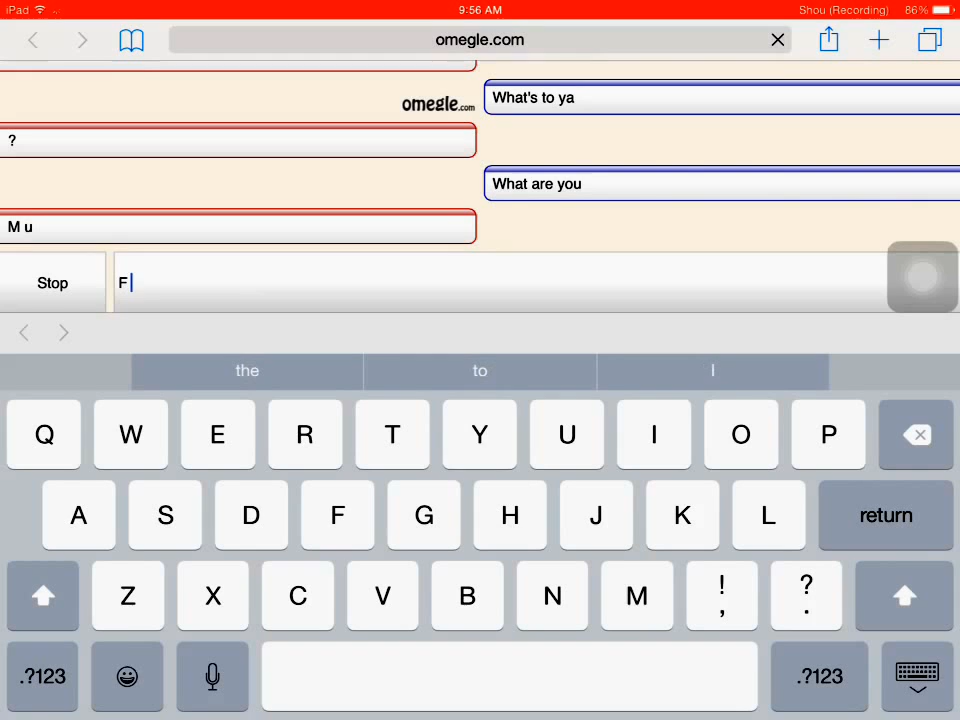 iPad 9:56 AM Shou (Recording) 86%
omegle.com
What's to ya
omegle.com
?
What are you
M u
Stop F
the to I
Q W E R T Y U I O P
A S D F G H J K L return
Z X C V B N M ! , ? .
.?123 .?123